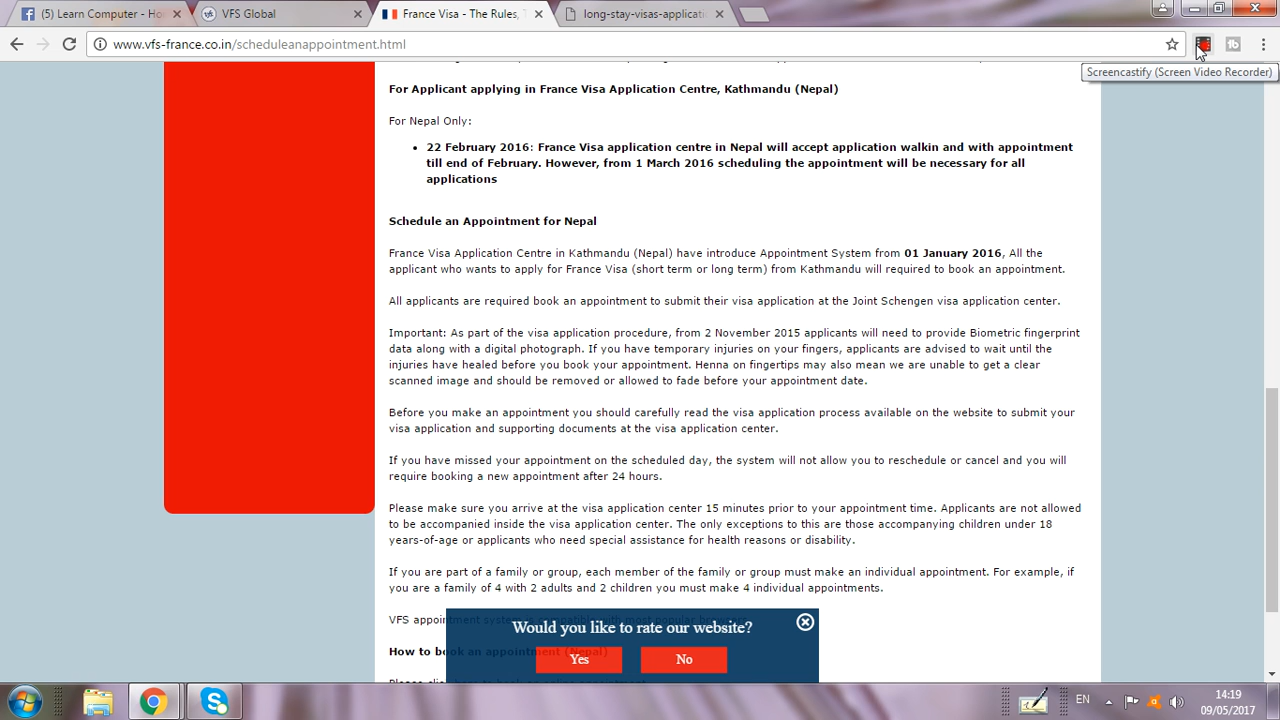 (5) Learn Computer - Ho
VFS Global
France Visa - The Rules,
long-stay-visas-applicati
www.vfs-france.co.in/scheduleanappointment.html
Screencastify (Screen Video Recorder)
For Applicant applying in France Visa Application Centre, Kathmandu (Nepal)
For Nepal Only:
• 22 February 2016: France Visa application centre in Nepal will accept application walkin and with appointment
till end of February. However, from 1 March 2016 scheduling the appointment will be necessary for all
applications
Schedule an Appointment for Nepal
France Visa Application Centre in Kathmandu (Nepal) have introduce Appointment System from 01 January 2016, All the
applicant who wants to apply for France Visa (short term or long term) from Kathmandu will required to book an appointment.
All applicants are required book an appointment to submit their visa application at the Joint Schengen visa application center.
Important: As part of the visa application procedure, from 2 November 2015 applicants will need to provide Biometric fingerprint
data along with a digital photograph. If you have temporary injuries on your fingers, applicants are advised to wait until the
injuries have healed before you book your appointment. Henna on fingertips may also mean we are unable to get a clear
scanned image and should be removed or allowed to fade before your appointment date.
Before you make an appointment you should carefully read the visa application process available on the website to submit your
visa application and supporting documents at the visa application center.
If you have missed your appointment on the scheduled day, the system will not allow you to reschedule or cancel and you will
require booking a new appointment after 24 hours.
Please make sure you arrive at the visa application center 15 minutes prior to your appointment time. Applicants are not allowed
to be accompanied inside the visa application center. The only exceptions to this are those accompanying children under 18
years-of-age or applicants who need special assistance for health reasons or disability.
If you are part of a family or group, each member of the family or group must make an individual appointment. For example, if
you are a family of 4 with 2 adults and 2 children you must make 4 individual appointments.
VFS appointment system is compatible with most popular
Would you like to rate our website?
How to book an appointment (Nepal)
Yes
No
EN
14:19
09/05/2017